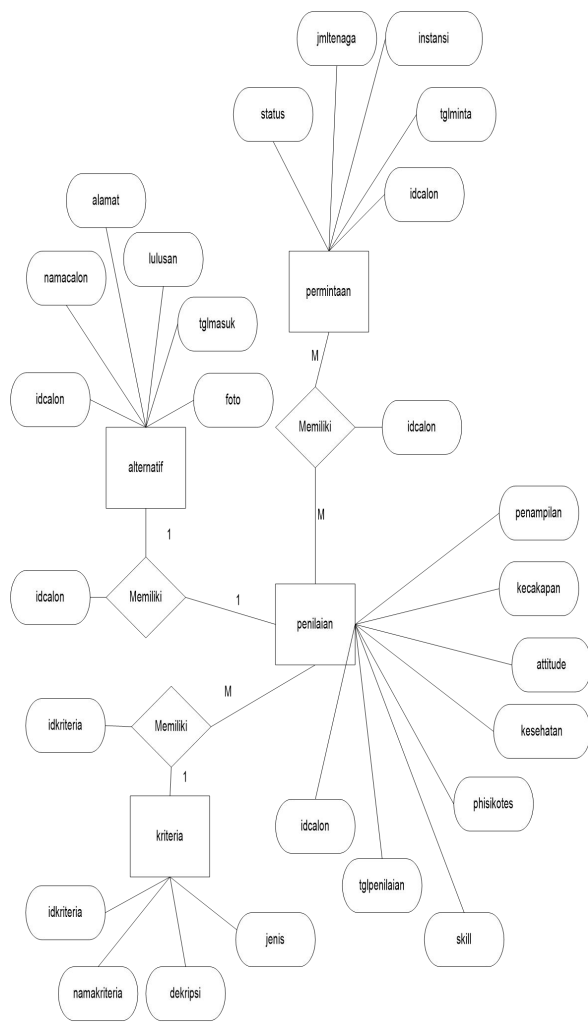 jmltenaga
instansi
status
tglminta
idcalon
alamat
lulusan
namacalon
tglmasuk
permintaan
M
idcalon
foto
Memiliki
idcalon
alternatif
M
1
penampilan
kecakapan
idcalon
Memiliki
1
penilaian
attitude
M
idkriteria
Memiliki
kesehatan
1
phisikotes
idcalon
kriteria
tglpenilaian
idkriteria
jenis
skill
namakriteria
dekripsi